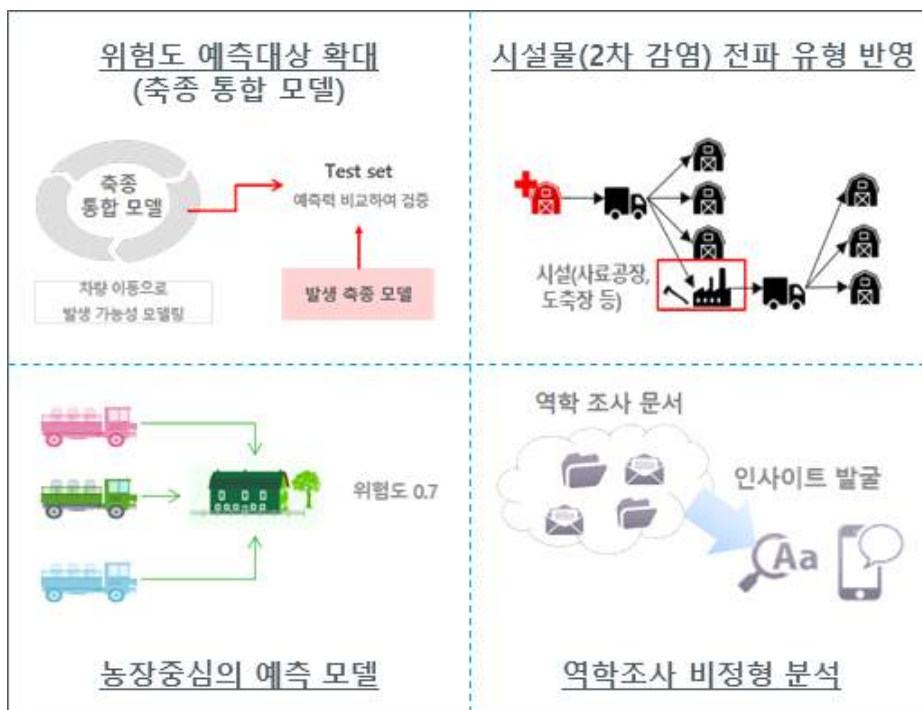 위험도 예측대상 확대
(축종 통합 모델)
축종
통합 모델
Test set
예측력 비교하여 검증
차량 이동으로
발생 가능성 모델링
발생 축종 모델
시설물(2차 감염) 전파 유형 반영
시설(사료공장,
도축장 등)
위험도 0.7
농장중심의 예측 모델
역학 조사 문서
인사이트 발굴
Aa
역학조사 비정형 분석